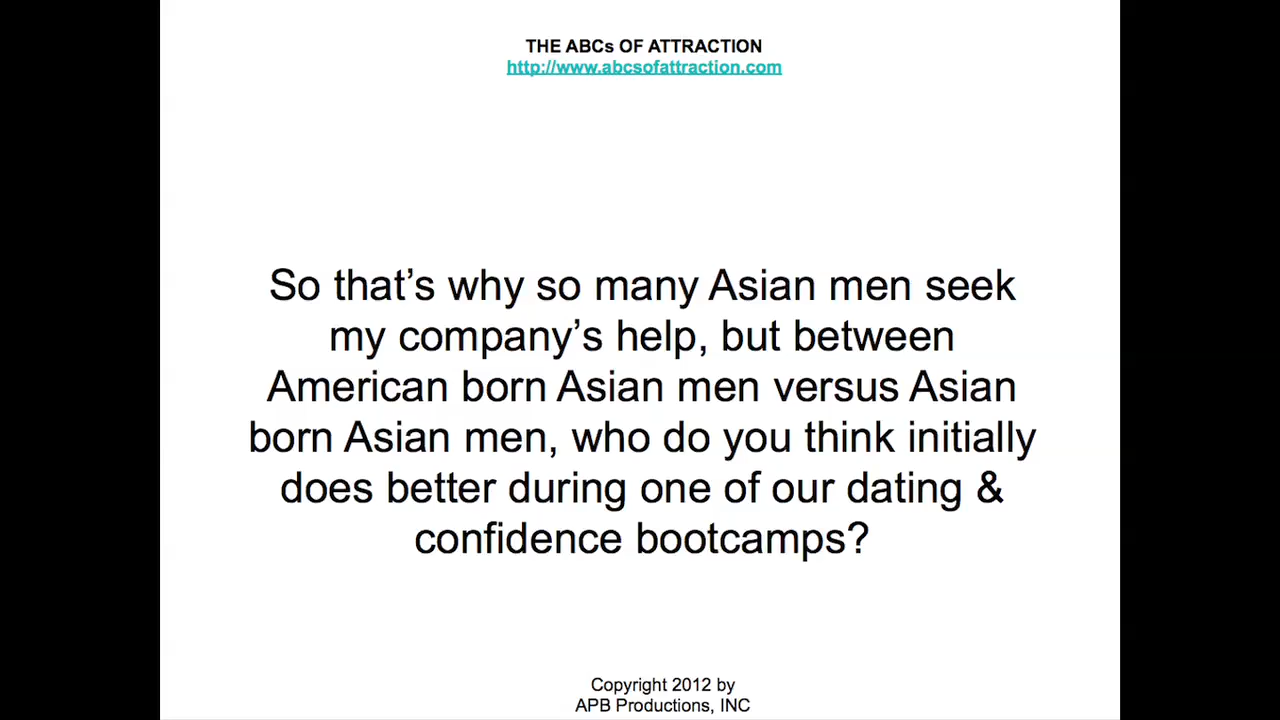 THE ABCs OF ATTRACTION
http://www.abcsofattraction.com
So that’s why so many Asian men seek
my company’s help, but between
American born Asian men versus Asian
born Asian men, who do you think initially
does better during one of our dating &
confidence bootcamps?
Copyright 2012 by
APB Productions, INC